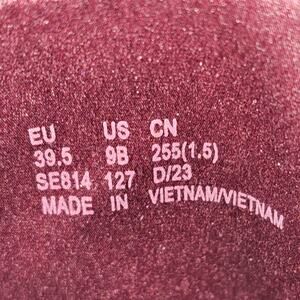 EU US CN
39.5 9B 255(1.5)
SE814 127 D/23
MADE IN VIETNAM/VIETNAM